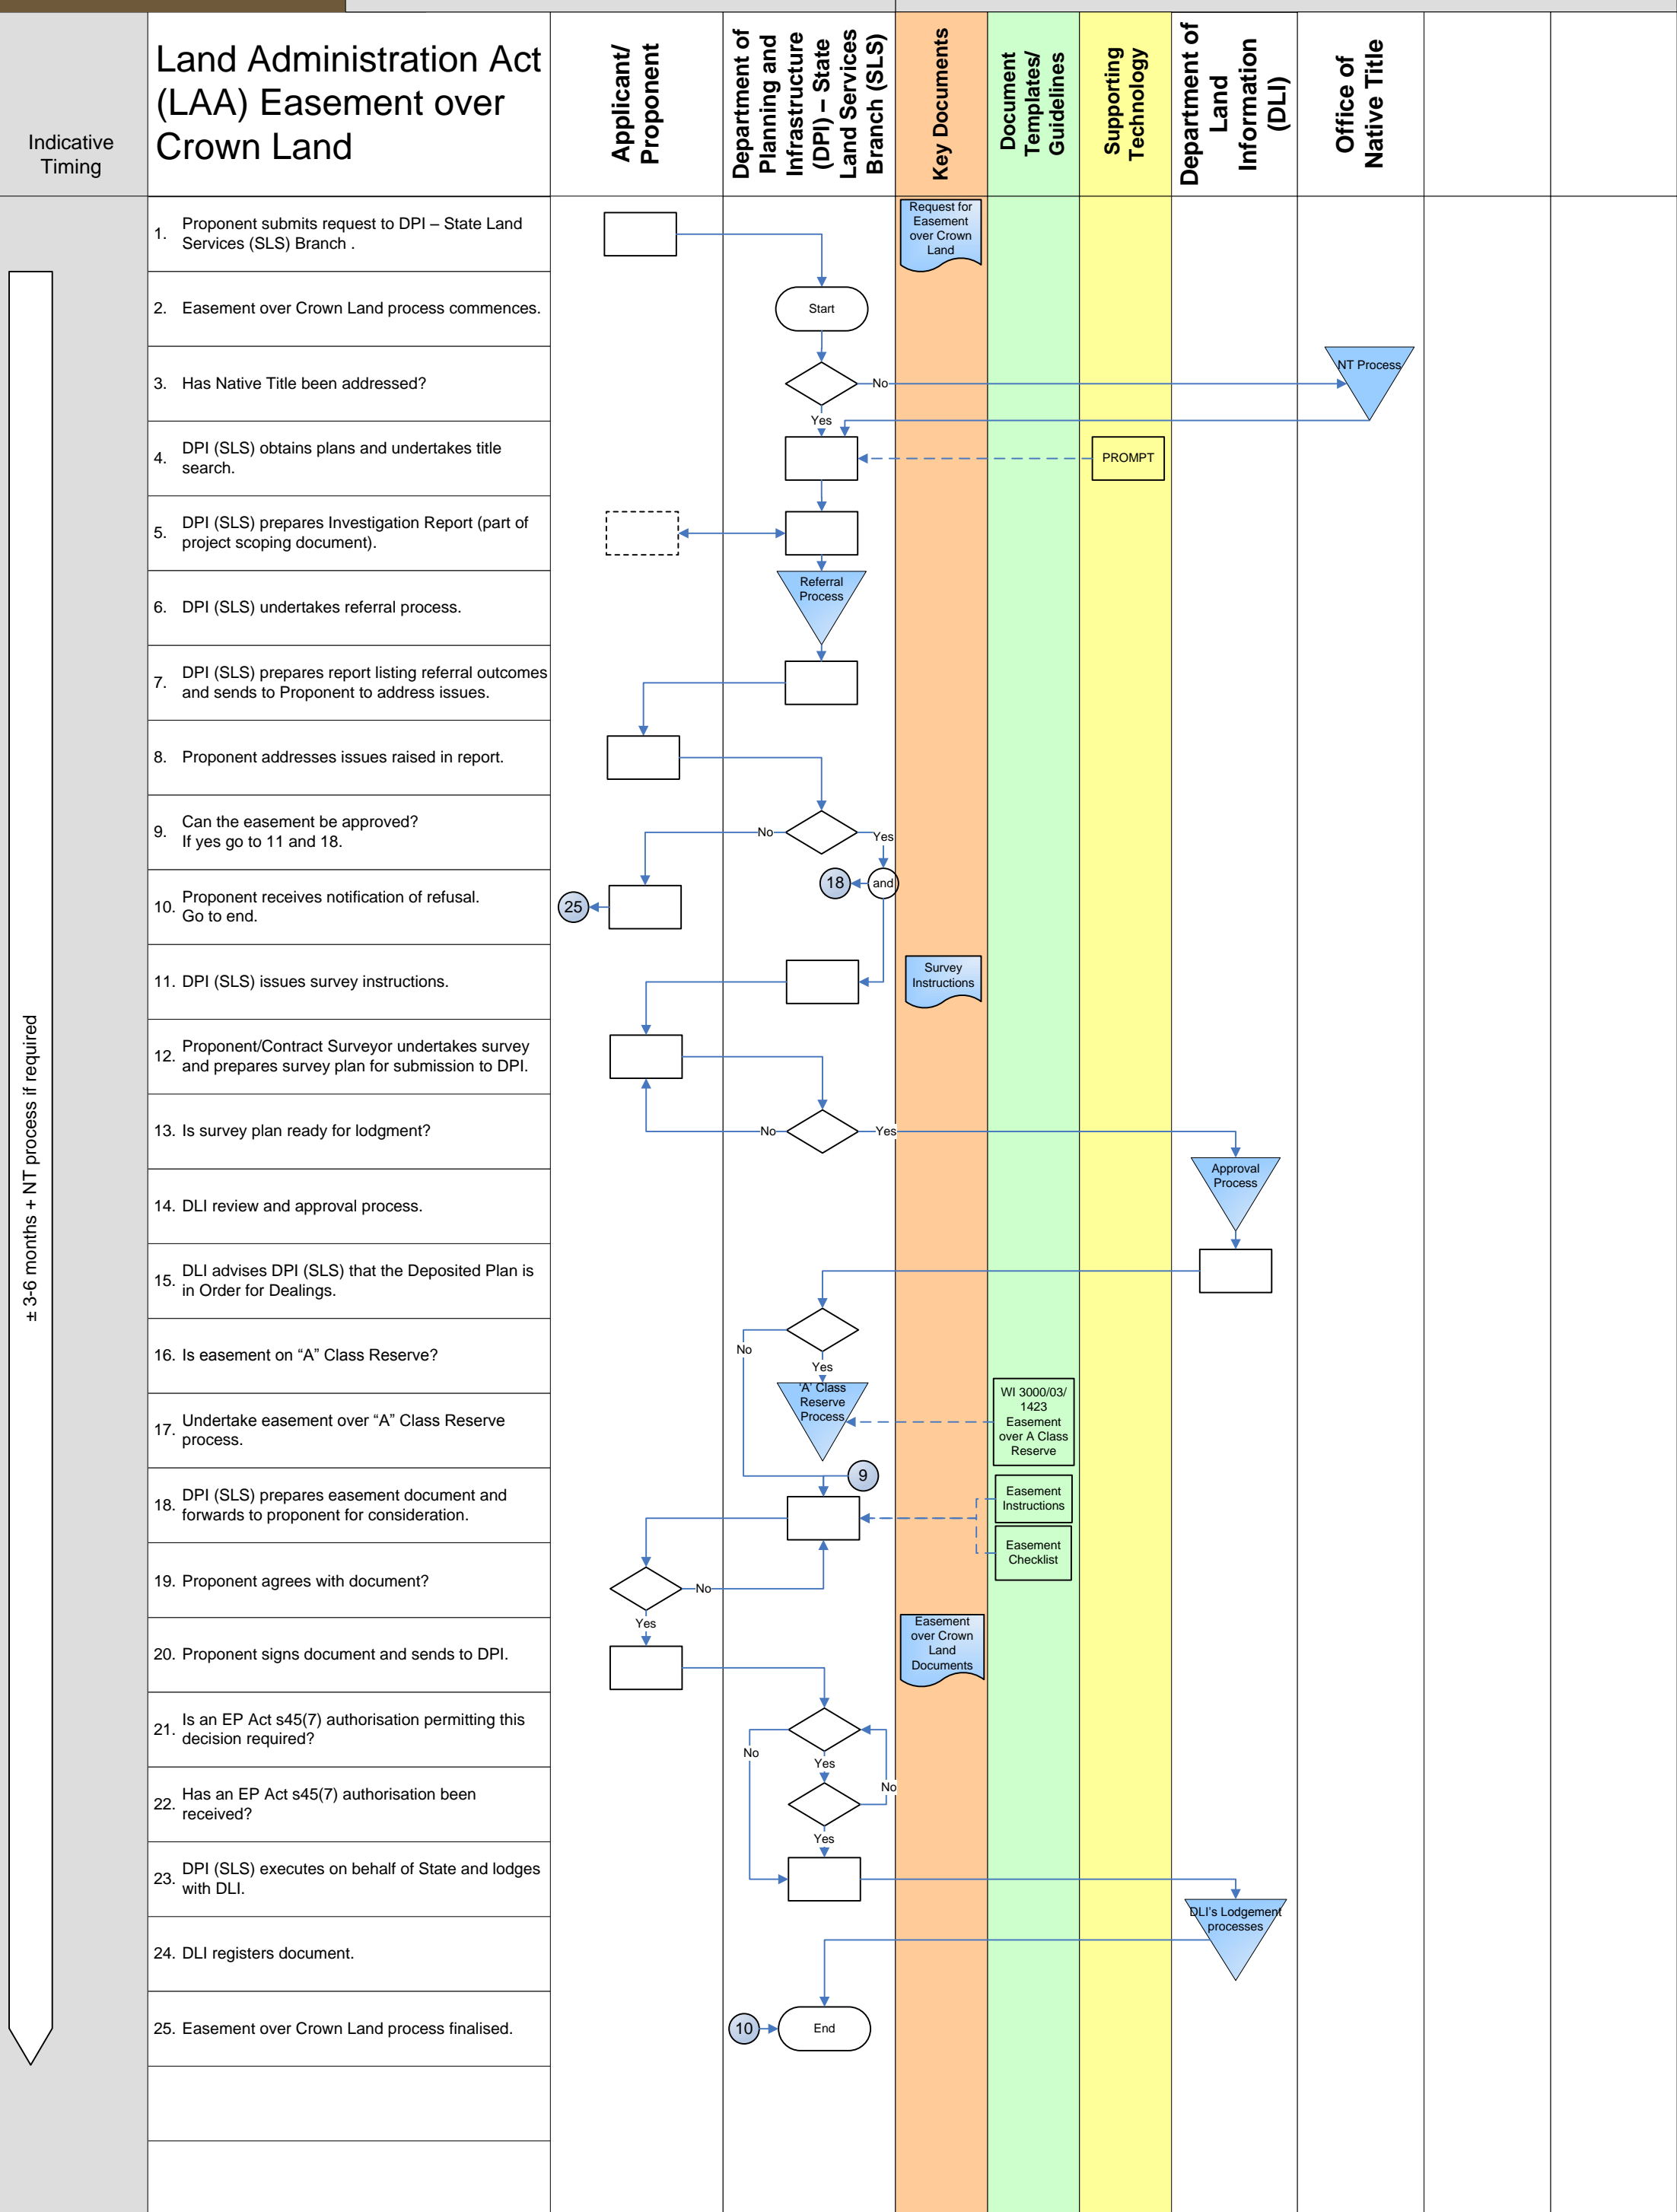 Indicative
Timing
Land Administration Act
(LAA) Easement over
Crown Land
Applicant/
Proponent
Department of
Planning and
Infrastructure
(DPI) – State
Land Services
Branch (SLS)
Key Documents
Document
Templates/
Guidelines
Supporting
Technology
Department of
Land
Information
(DLI)
Office of
Native Title
± 3-6 months + NT process if required
1. Proponent submits request to DPI – State Land
Services (SLS) Branch .
Request for
Easement
over Crown
Land
2. Easement over Crown Land process commences.
Start
3. Has Native Title been addressed?
No
NT Process
Yes
4. DPI (SLS) obtains plans and undertakes title
search.
PROMPT
5. DPI (SLS) prepares Investigation Report (part of
project scoping document).
6. DPI (SLS) undertakes referral process.
Referral
Process
7. DPI (SLS) prepares report listing referral outcomes
and sends to Proponent to address issues.
8. Proponent addresses issues raised in report.
9. Can the easement be approved?
If yes go to 11 and 18.
No
Yes
18
and
10. Proponent receives notification of refusal.
Go to end.
25
11. DPI (SLS) issues survey instructions.
Survey
Instructions
12. Proponent/Contract Surveyor undertakes survey
and prepares survey plan for submission to DPI.
13. Is survey plan ready for lodgment?
No
Yes
14. DLI review and approval process.
Approval
Process
15. DLI advises DPI (SLS) that the Deposited Plan is
in Order for Dealings.
16. Is easement on “A” Class Reserve?
No
Yes
17. Undertake easement over “A” Class Reserve
process.
‘A’ Class
Reserve
Process
WI 3000/03/
1423
Easement
over A Class
Reserve
9
18. DPI (SLS) prepares easement document and
forwards to proponent for consideration.
Easement
Instructions
Easement
Checklist
19. Proponent agrees with document?
No
Yes
20. Proponent signs document and sends to DPI.
Easement
over Crown
Land
Documents
21. Is an EP Act s45(7) authorisation permitting this
decision required?
No
Yes
22. Has an EP Act s45(7) authorisation been
received?
No
Yes
23. DPI (SLS) executes on behalf of State and lodges
with DLI.
DLI’s Lodgement
processes
24. DLI registers document.
25. Easement over Crown Land process finalised.
10
End